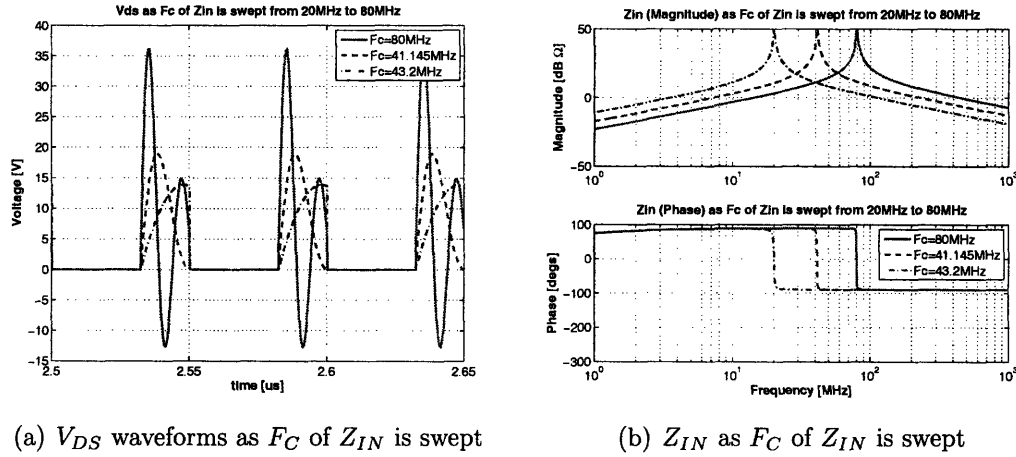 Vds as Fc of Zin is swept from 20MHz to 80MHz
40
35
30
25
20
15
10
5
0
-5
-10
-15
Voltage [V]
Fc=80MHz
Fc=41.145MHz
Fc=43.2MHz
2.5 2.55 2.6 2.65
time [us]
(a) V_DS waveforms as F_C of Z_IN is swept
Zin (Magnitude) as Fc of Zin is swept from 20MHz to 80MHz
50
0
-50
Magnitude [dB Ω]
10^0 10^1 10^2 10^3
Zin (Phase) as Fc of Zin is swept from 20MHz to 80MHz
100
0
-100
-200
-300
Phase [degs]
Fc=80MHz
Fc=41.145MHz
Fc=43.2MHz
10^0 10^1 10^2 10^3
Frequency [MHz]
(b) Z_IN as F_C of Z_IN is swept